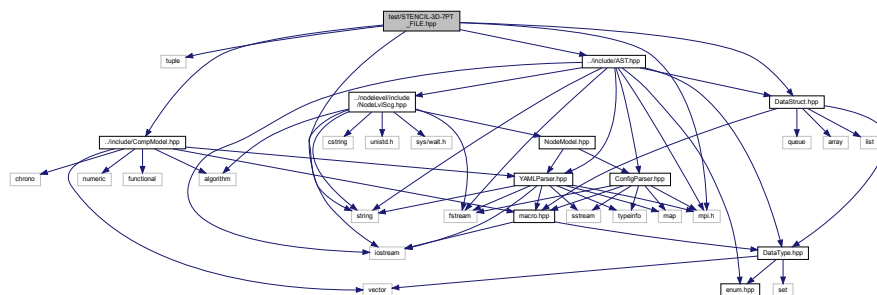 test/STENCIL-3D-7PT
_FILE.hpp
tuple
../include/AST.hpp
../nodelevel/include
/NodeLvlScg.hpp
DataStruct.hpp
../include/CompModel.hpp
cstring
unistd.h
sys/wait.h
NodeModel.hpp
queue
array
list
chrono
numeric
functional
algorithm
YAMLParser.hpp
ConfigParser.hpp
string
fstream
macro.hpp
sstream
typeinfo
map
mpi.h
iostream
DataType.hpp
vector
enum.hpp
set